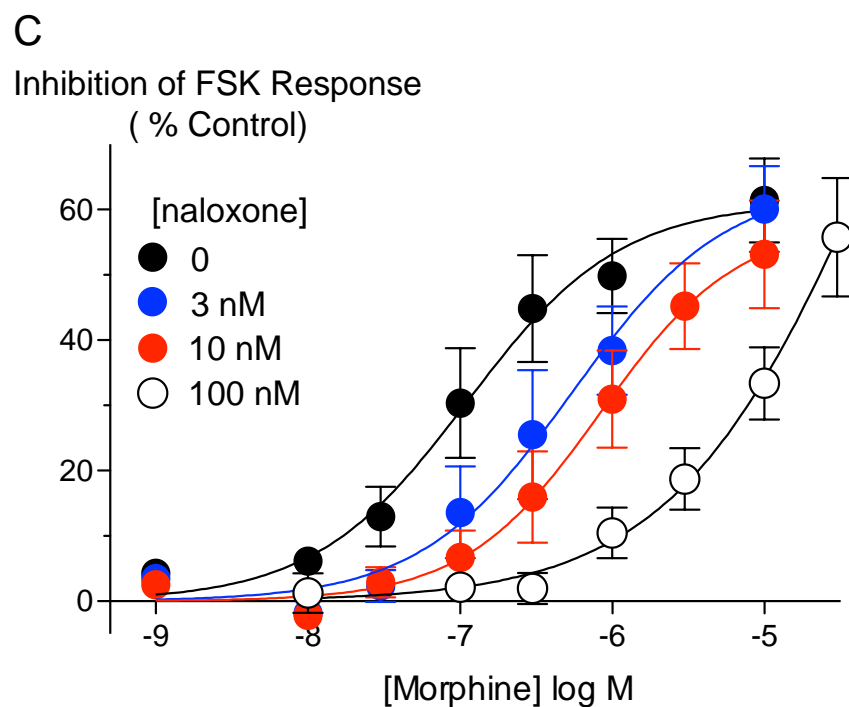 C
Inhibition of FSK Response
( % Control)
60
40
20
0
[naloxone]
0
3 nM
10 nM
100 nM
-9
-8
-7
-6
-5
[Morphine] log M